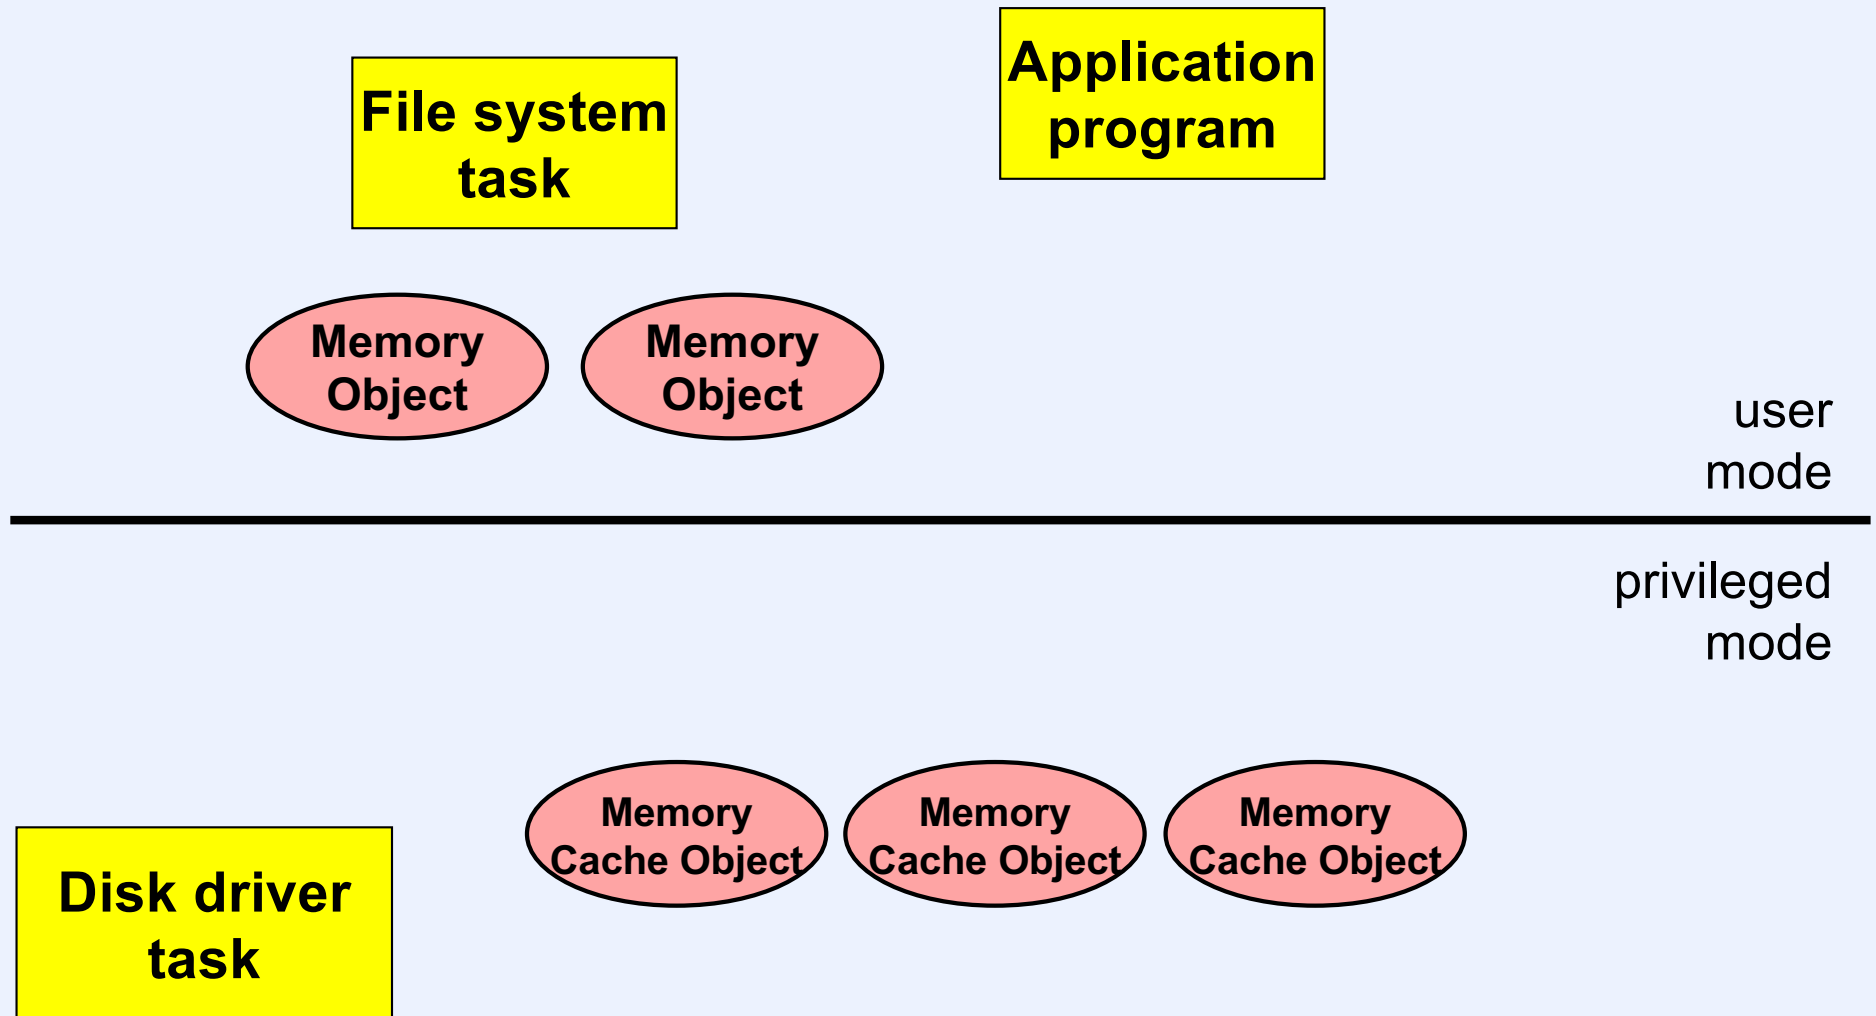 Application
program
File system
task
Memory
Object
Memory
Object
user
mode
privileged
mode
Memory
Cache Object
Memory
Cache Object
Memory
Cache Object
Disk driver
task